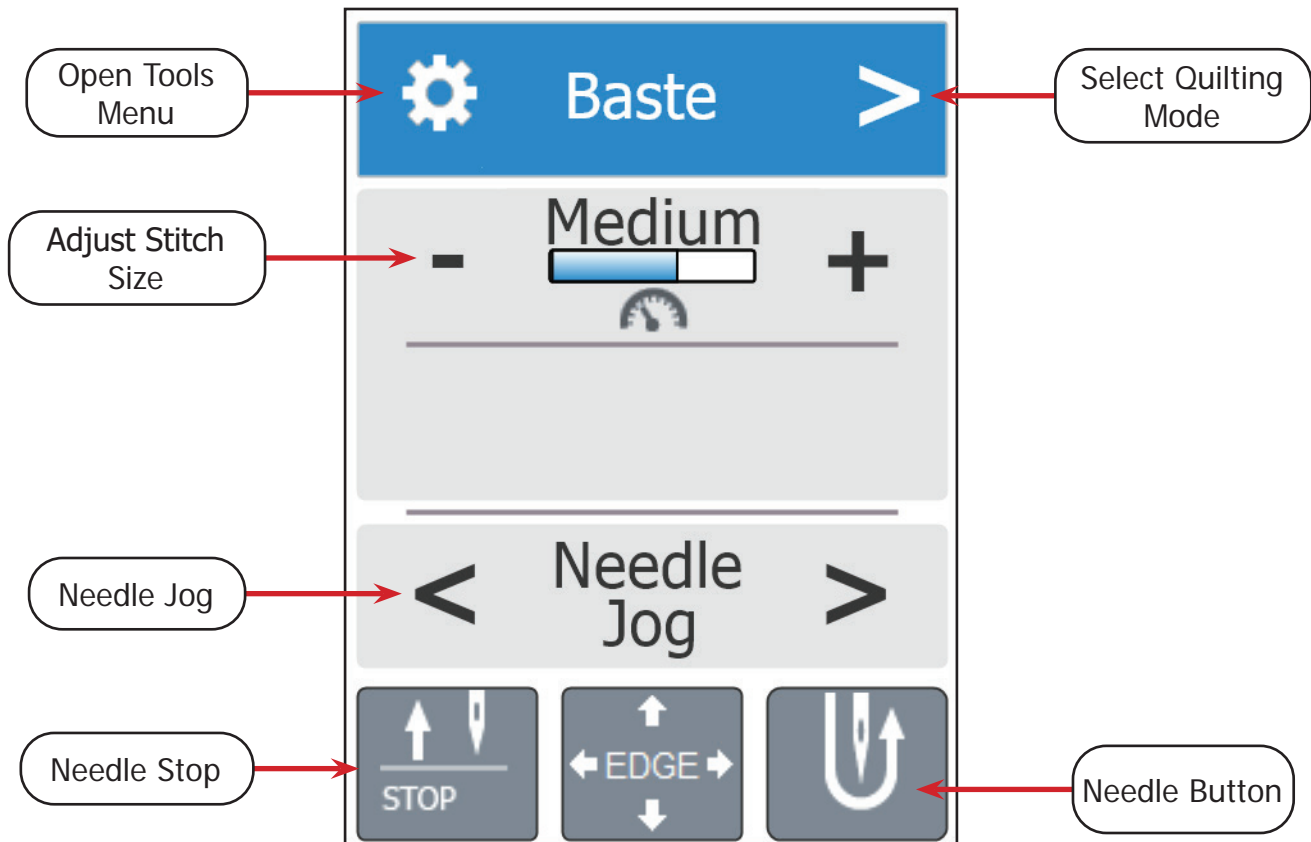 Open Tools
Menu
Baste
>
Select Quilting
Mode
Adjust Stitch
Size
-
Medium
+
Needle Jog
<
Needle
Jog
>
Needle Stop
STOP
EDGE
Needle Button